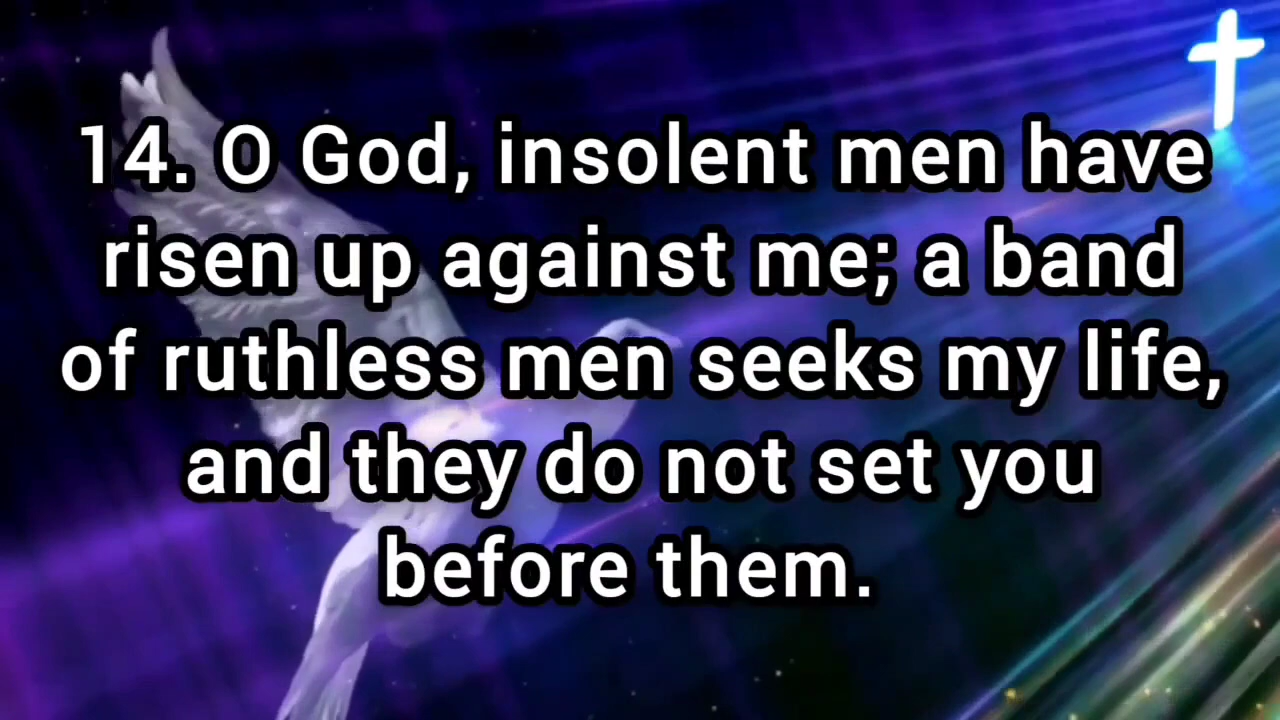 14. O God, insolent men have
risen up against me; a band
of ruthless men seeks my life,
and they do not set you
before them.